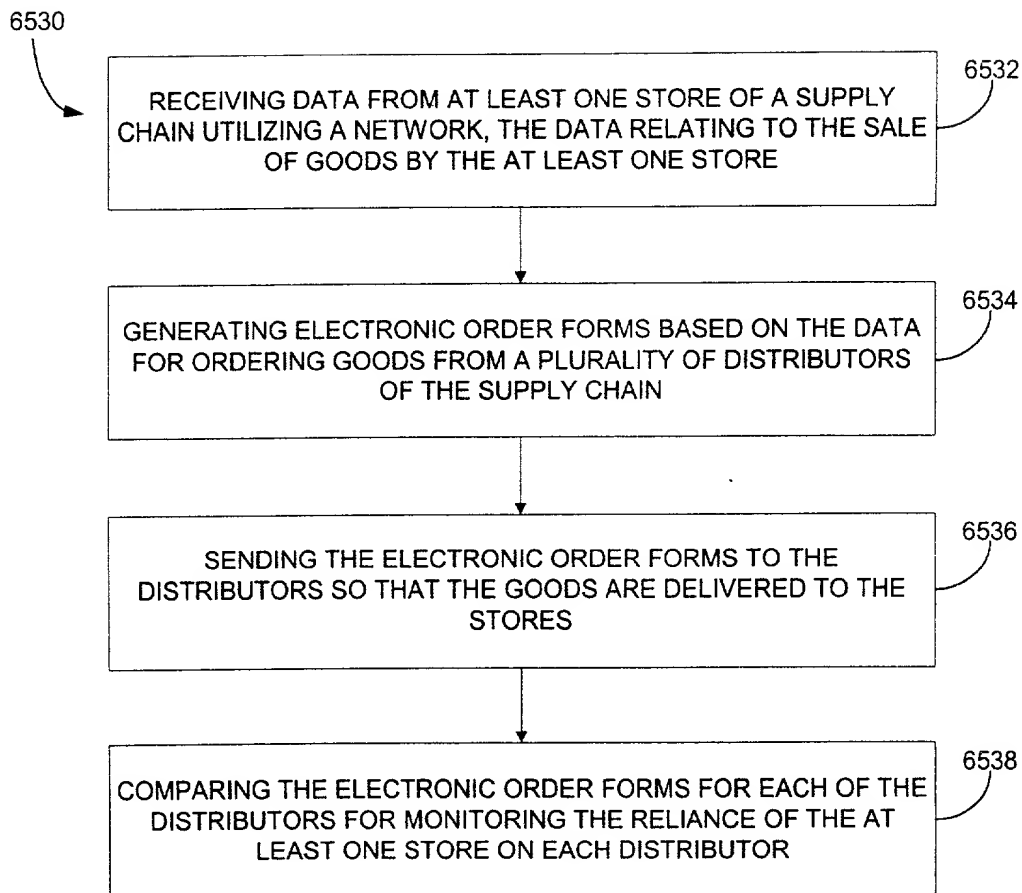 6530
6532
RECEIVING DATA FROM AT LEAST ONE STORE OF A SUPPLY
CHAIN UTILIZING A NETWORK, THE DATA RELATING TO THE SALE
OF GOODS BY THE AT LEAST ONE STORE
6534
GENERATING ELECTRONIC ORDER FORMS BASED ON THE DATA
FOR ORDERING GOODS FROM A PLURALITY OF DISTRIBUTORS
OF THE SUPPLY CHAIN
6536
SENDING THE ELECTRONIC ORDER FORMS TO THE
DISTRIBUTORS SO THAT THE GOODS ARE DELIVERED TO THE
STORES
6538
COMPARING THE ELECTRONIC ORDER FORMS FOR EACH OF THE
DISTRIBUTORS FOR MONITORING THE RELIANCE OF THE AT
LEAST ONE STORE ON EACH DISTRIBUTOR